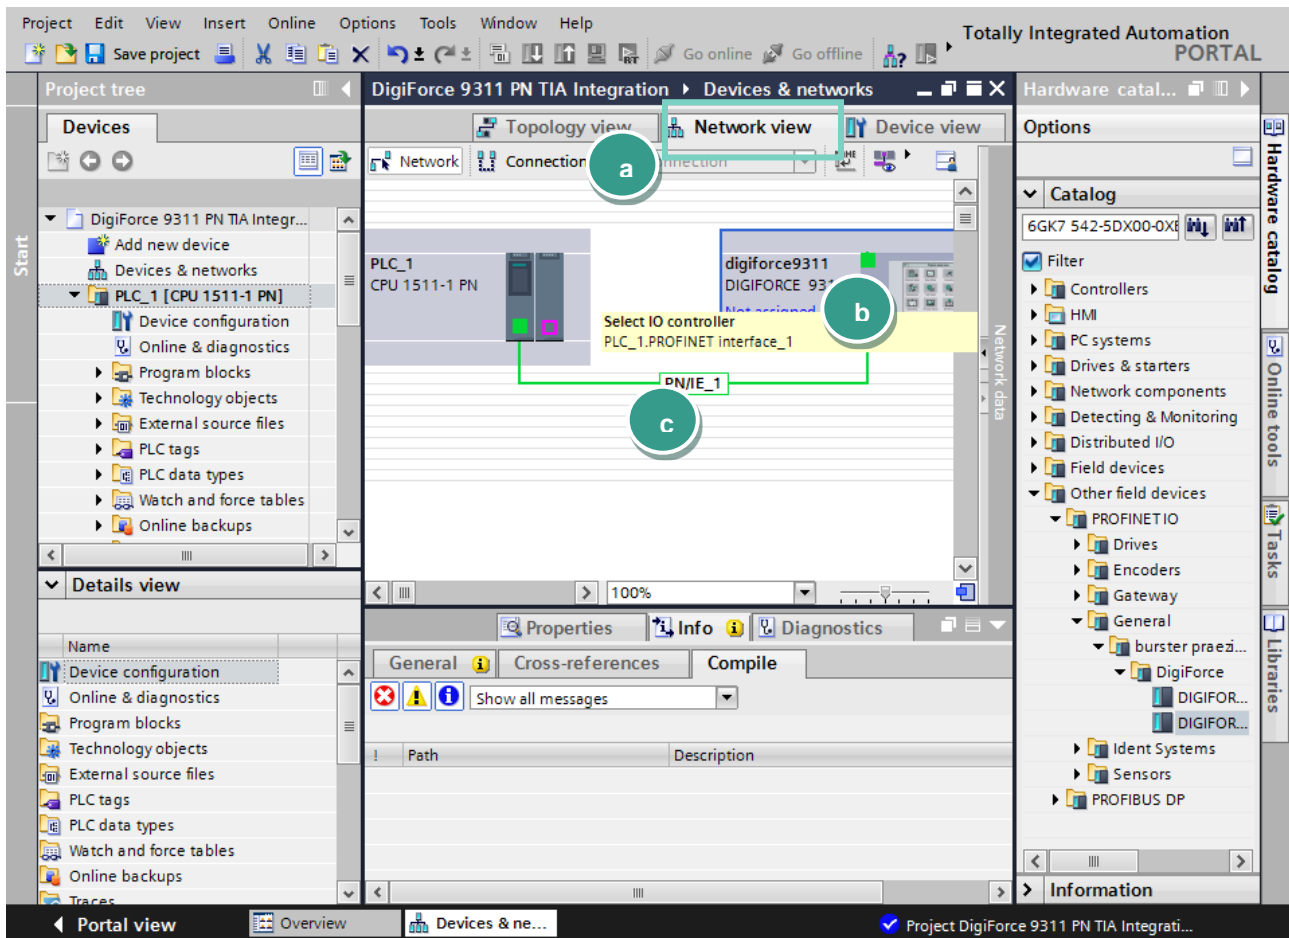 Project Edit View Insert Online Options Tools Window Help
Totally Integrated Automation
PORTAL
Save project Go online Go offline
Project tree
DigiForce 9311 PN TIA Integration Devices & networks
Hardware catal...
Devices
Topology view Network view Device view
Options
Network Connection
Catalog
6GK7 542-5DX00-0XE
Filter
Controllers
HMI
PC systems
Drives & starters
Network components
Detecting & Monitoring
Distributed I/O
Field devices
Other field devices
PROFINET IO
Drives
Encoders
Gateway
General
burster praezi...
DigiForce
DIGIFOR...
DIGIFOR...
Ident Systems
Sensors
PROFIBUS DP
Information
Hardware catalog
Online tools
Tasks
Libraries
Start
DigiForce 9311 PN TIA Integr...
Add new device
Devices & networks
PLC_1 [CPU 1511-1 PN]
Device configuration
Online & diagnostics
Program blocks
Technology objects
External source files
PLC tags
PLC data types
Watch and force tables
Online backups
a
PLC_1
CPU 1511-1 PN
digiforce9311
DIGIFORCE 931
Not assigned
b
Select IO controller
PLC_1.PROFINET interface_1
PN/IE_1
c
Network data
100%
Details view
Name
Device configuration
Online & diagnostics
Program blocks
Technology objects
External source files
PLC tags
PLC data types
Watch and force tables
Online backups
Traces
Properties Info Diagnostics
General Cross-references Compile
Show all messages
! Path Description
Portal view Overview Devices & ne... Project DigiForce 9311 PN TIA Integrati...